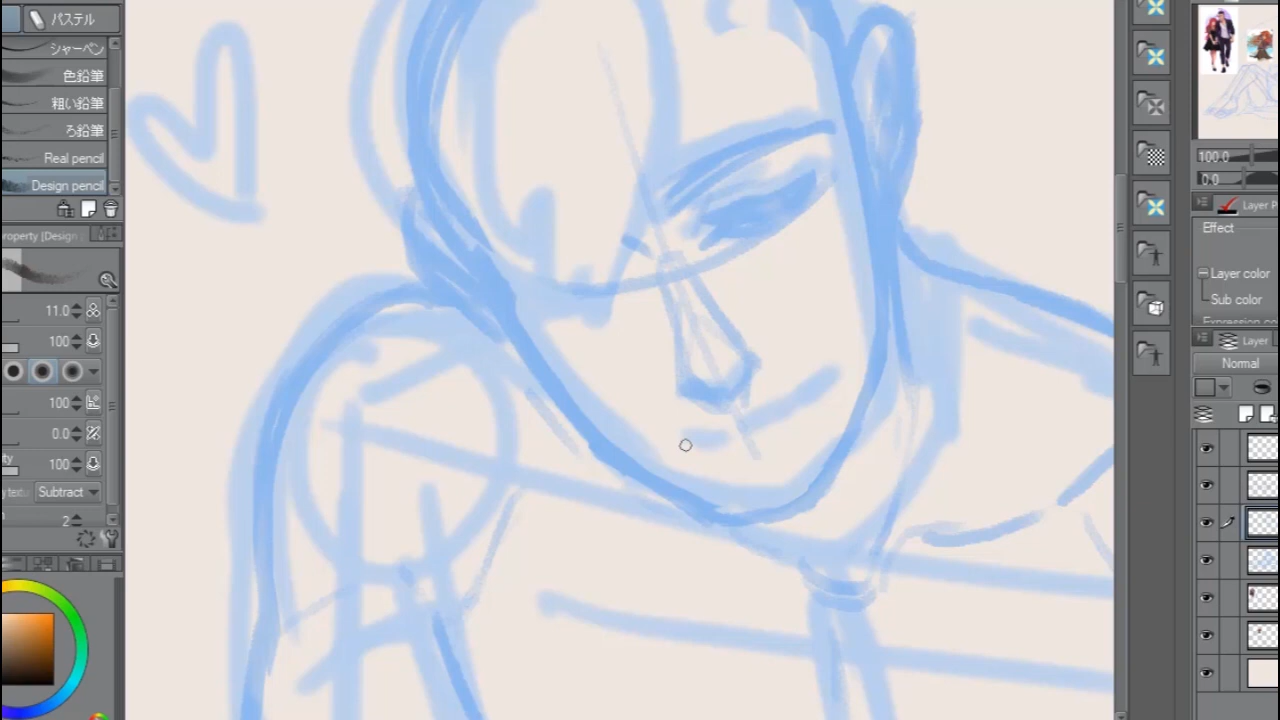 パステル
シャーペン
色鉛筆
粗い鉛筆
ろ鉛筆
Real pencil
Design pencil
roperty [Design
11.0
100
100
0.0
100
Subtract
2
100.0
0.0
Layer P
Effect
Layer color
Sub color
Expression co
Layer
Normal